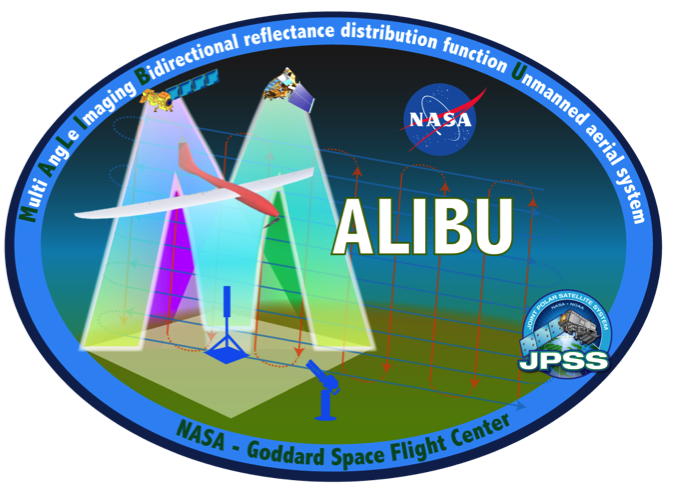 Multi AngLe Imaging Bidirectional reflectance distribution function Unmanned aerial system
NASA
ALIBU
JOINT POLAR SATELLITE SYSTEM
NASA • NOAA
JPSS
NASA - Goddard Space Flight Center